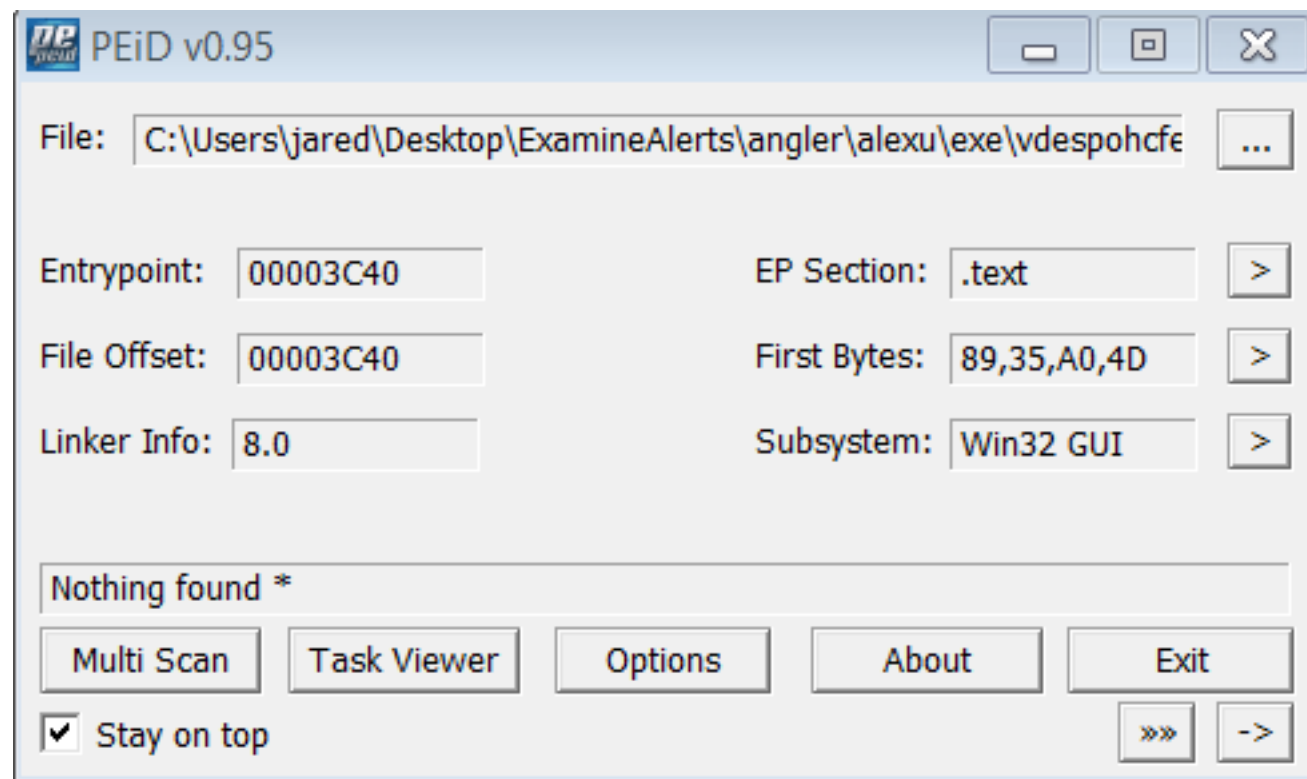 PEiD v0.95
File: C:\Users\jared\Desktop\ExamineAlerts\angler\alexu\exe\vdespohcfe ...
Entrypoint: 00003C40 EP Section: .text >
File Offset: 00003C40 First Bytes: 89,35,A0,4D >
Linker Info: 8.0 Subsystem: Win32 GUI >
Nothing found *
Multi Scan Task Viewer Options About Exit
Stay on top »» ->